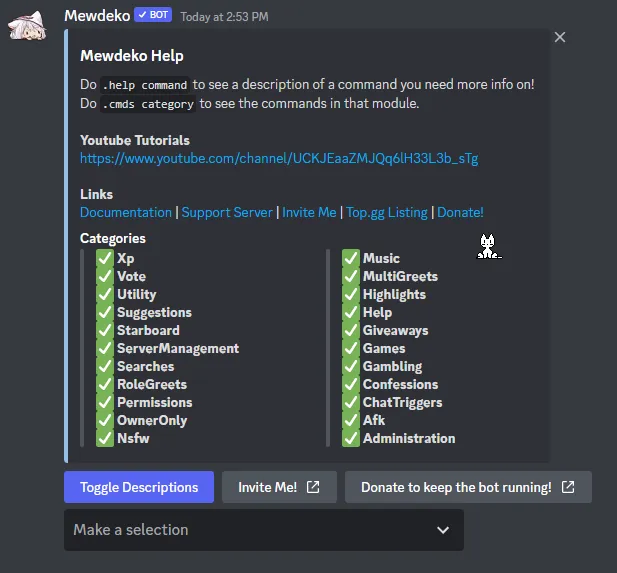 Mewdeko ✓ BOT Today at 2:53 PM
Mewdeko Help
Do .help command to see a description of a command you need more info on!
Do .cmds category to see the commands in that module.
Youtube Tutorials
https://www.youtube.com/channel/UCKJEaaZMJQq6lH33L3b_sTg
Links
Documentation | Support Server | Invite Me | Top.gg Listing | Donate!
Categories
✅ Xp
✅ Vote
✅ Utility
✅ Suggestions
✅ Starboard
✅ ServerManagement
✅ Searches
✅ RoleGreets
✅ Permissions
✅ OwnerOnly
✅ Nsfw
✅ Music
✅ MultiGreets
✅ Highlights
✅ Help
✅ Giveaways
✅ Games
✅ Gambling
✅ Confessions
✅ ChatTriggers
✅ Afk
✅ Administration
Toggle Descriptions Invite Me! Donate to keep the bot running!
Make a selection